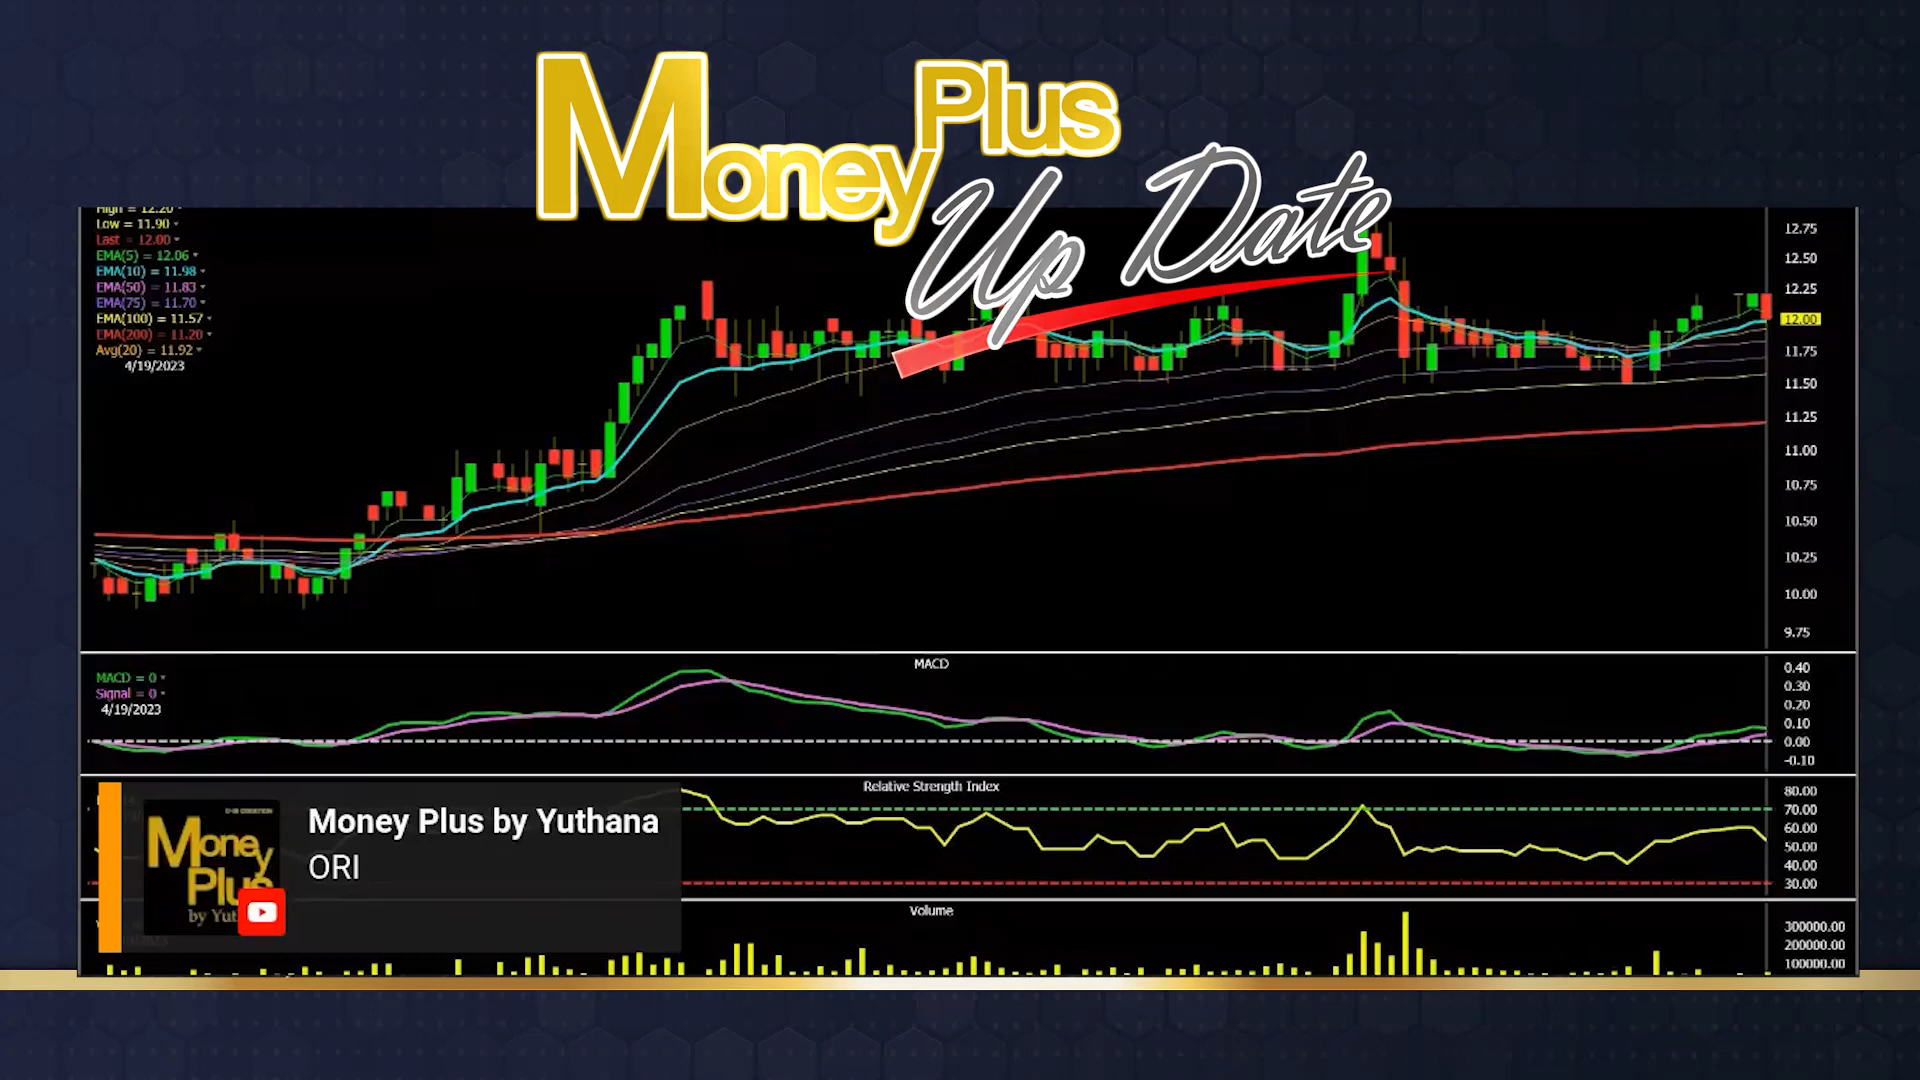 Money Plus
Up Date
High = 12.20
Low = 11.90
Last = 12.00
EMA(5) = 12.06
EMA(10) = 11.98
EMA(50) = 11.83
EMA(75) = 11.70
EMA(100) = 11.57
EMA(200) = 11.20
Avg(20) = 11.92
4/19/2023
12.75
12.50
12.25
12.00
11.75
11.50
11.25
11.00
10.75
10.50
10.25
10.00
9.75
MACD
MACD = 0
Signal = 0
4/19/2023
0.40
0.30
0.20
0.10
0.00
-0.10
Relative Strength Index
80.00
70.00
60.00
50.00
40.00
30.00
Money Plus by Yuthana
ORI
Money
Plus
by
Volume
300000.00
200000.00
100000.00